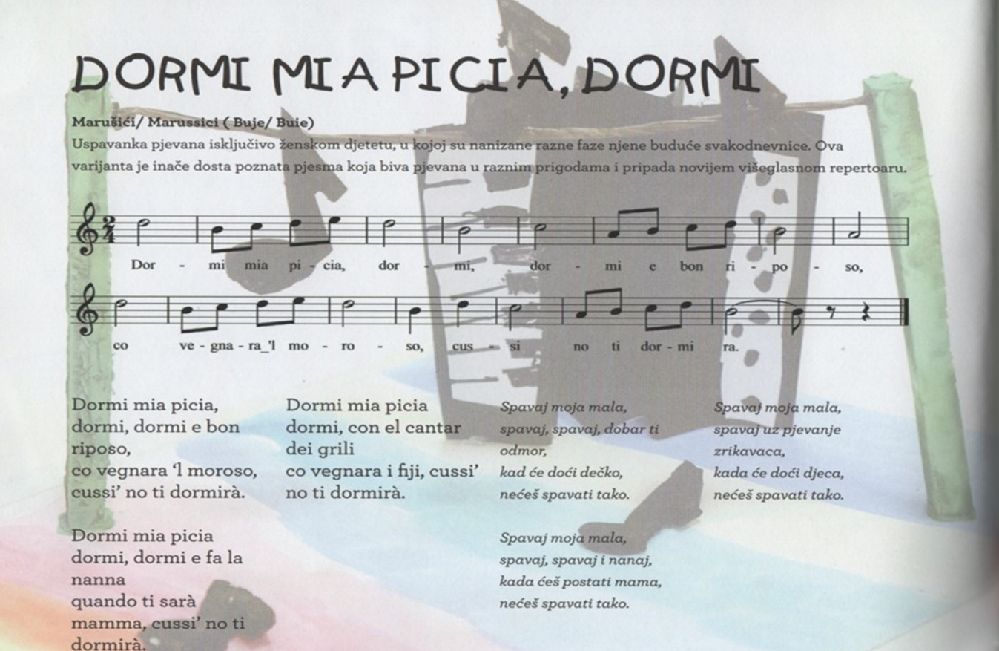 DORMI MIA PICIA, DORMI
Marušići/ Marussici ( Buje/ Buie)
Uspavanka pjevana isključivo ženskom djetetu, u kojoj su nanizane razne faze njene buduće svakodnevnice. Ova
varijanta je inače dosta poznata pjesma koja biva pjevana u raznim prigodama i pripada novijem višeglasnom repertoaru.
2
4
Dor - mi mia pi - cia, dor - mi, dor - mi e bon ri - po - so,
co ve - gna - ra_'l mo - ro - so, cus - si no ti dor - mi ra.
Dormi mia picia,
dormi, dormi e bon
riposo,
co vegnara ‘l moroso,
cussi’ no ti dormirà.
Dormi mia picia
dormi, con el cantar
dei grili
co vegnara i fiji, cussi’
no ti dormirà.
Spavaj moja mala,
spavaj, spavaj, dobar ti
odmor,
kad će doći dečko,
nećeš spavati tako.
Spavaj moja mala,
spavaj uz pjevanje
zrikavaca,
kada će doći djeca,
nećeš spavati tako.
Dormi mia picia
dormi, dormi e fa la
nanna
quando ti sarà
mamma, cussi’ no ti
dormirà.
Spavaj moja mala,
spavaj, spavaj i nanaj,
kada ćeš postati mama,
nećeš spavati tako.